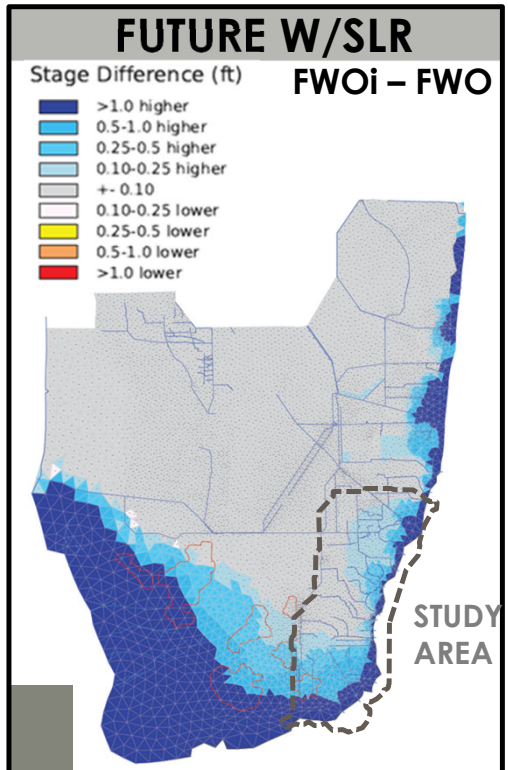 FUTURE W/SLR
Stage Difference (ft)
FWOi – FWO
>1.0 higher
0.5-1.0 higher
0.25-0.5 higher
0.10-0.25 higher
+- 0.10
0.10-0.25 lower
0.25-0.5 lower
0.5-1.0 lower
>1.0 lower
STUDY
AREA